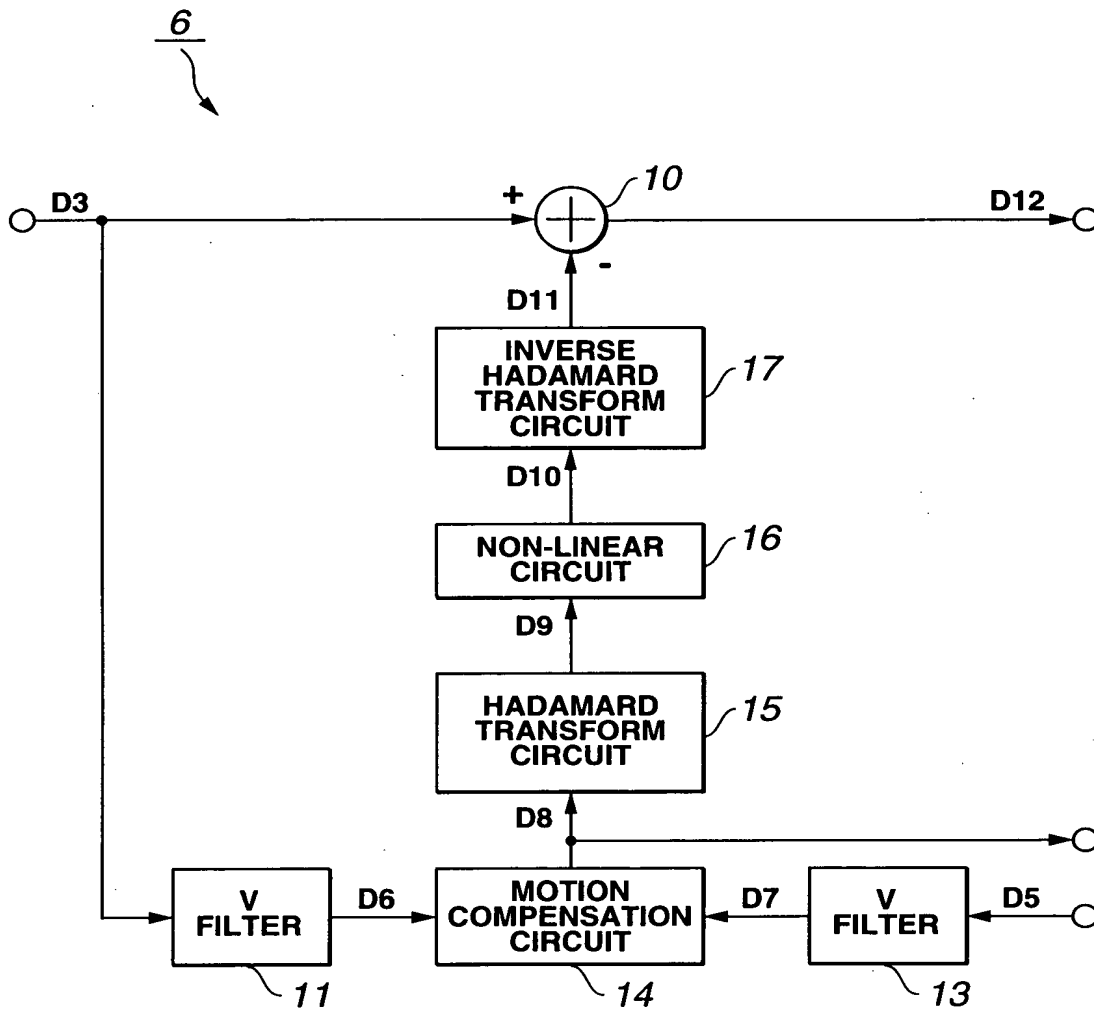 6
D3
+
10
D12
-
D11
INVERSE
HADAMARD
TRANSFORM
CIRCUIT
17
D10
NON-LINEAR
CIRCUIT
16
D9
HADAMARD
TRANSFORM
CIRCUIT
15
D8
V
FILTER
D6
MOTION
COMPENSATION
CIRCUIT
D7
V
FILTER
D5
11
14
13